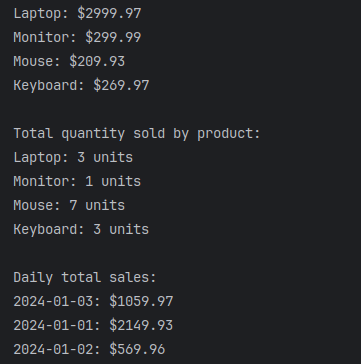 Laptop: $2999.97
Monitor: $299.99
Mouse: $209.93
Keyboard: $269.97
Total quantity sold by product:
Laptop: 3 units
Monitor: 1 units
Mouse: 7 units
Keyboard: 3 units
Daily total sales:
2024-01-03: $1059.97
2024-01-01: $2149.93
2024-01-02: $569.96